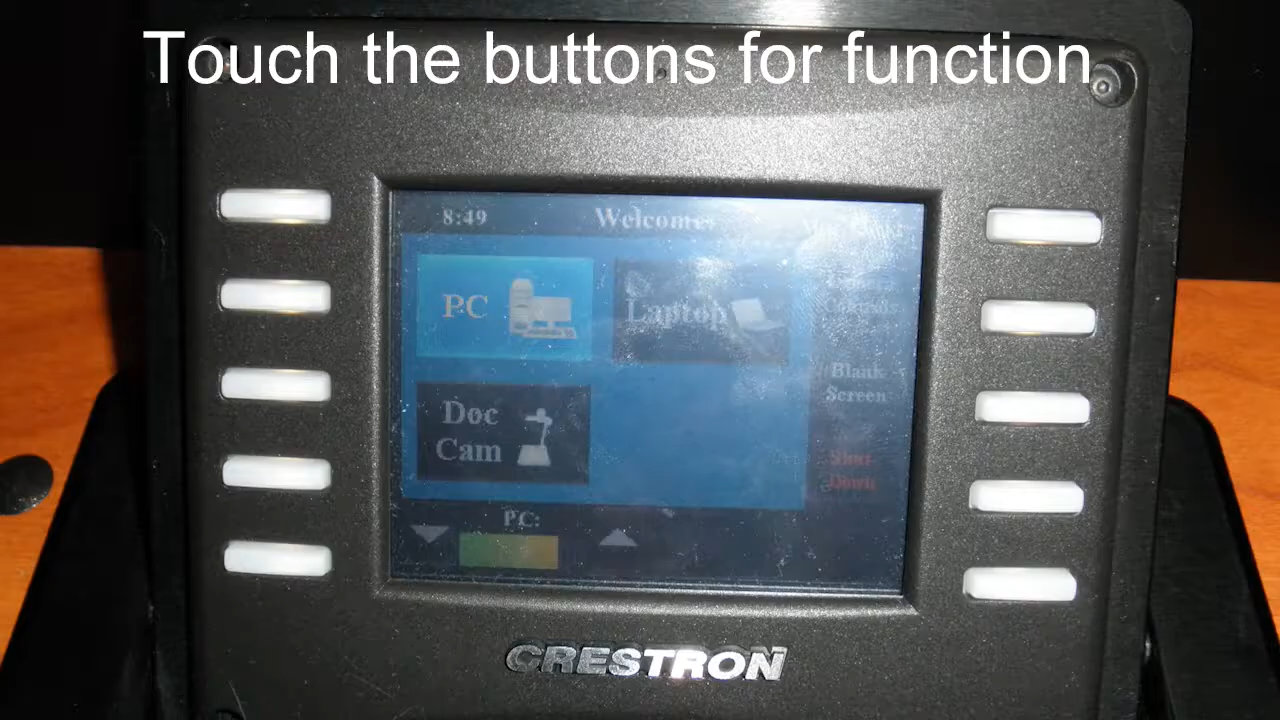 Touch the buttons for function
8:49 Welcome
PC
Laptop
Doc
Cam
Blank
Screen
Shut
Down
PC:
CRESTRON